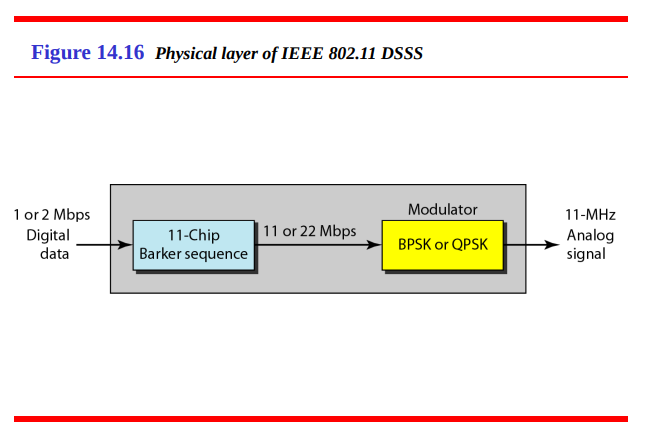 Figure 14.16 Physical layer of IEEE 802.11 DSSS
1 or 2 Mbps
Digital
data
11-Chip
Barker sequence
11 or 22 Mbps
Modulator
BPSK or QPSK
11-MHz
Analog
signal